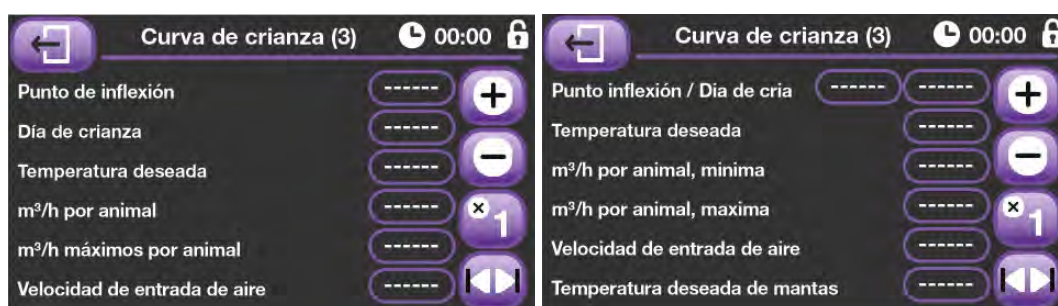 Curva de crianza (3) 00:00
Punto de inflexión ------
Día de crianza ------
Temperatura deseada ------
m³/h por animal ------
m³/h máximos por animal ------
Velocidad de entrada de aire ------
+
−
×1
Curva de crianza (3) 00:00
Punto inflexión / Dia de cria ------ ------
Temperatura deseada ------
m³/h por animal, minima ------
m³/h por animal, maxima ------
Velocidad de entrada de aire ------
Temperatura deseada de mantas ------
+
−
×1